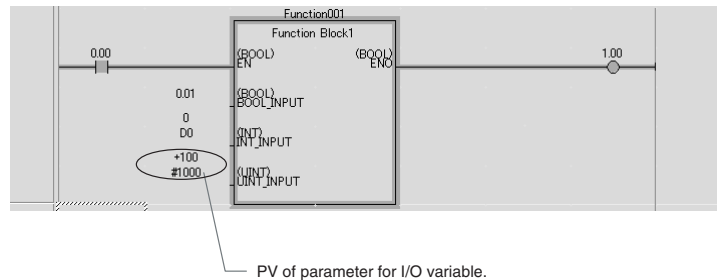 Function001
Function Block1
0.00
(BOOL)
EN
(BOOL)
ENO
1.00
0.01
(BOOL)
BOOL_INPUT
0
D0
(INT)
INT_INPUT
+100
#1000
(UINT)
UINT_INPUT
PV of parameter for I/O variable.